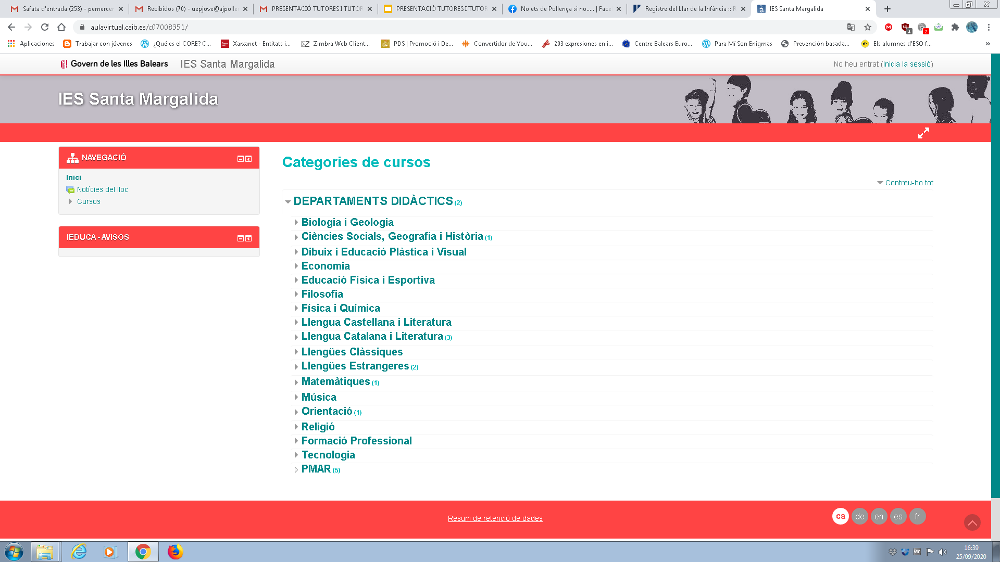 Safata d'entrada (253) - pemercer
Recibidos (70) - uepjove@ajpolle
PRESENTACIÓ TUTORES I TUTOR
PRESENTACIÓ TUTORES I TUTOR
No ets de Pollença si no..... | Face
Registre del Llar de la Infància :: R
IES Santa Margalida
aulavirtual.caib.es/c07008351/
Aplicaciones
Trabajar con jóvenes
¿Qué es el CORE? C...
Xarxanet - Entitats i...
Zimbra Web Client...
PDS | Promoció i De...
Convertidor de You...
203 expresiones en i...
Centre Balears Euro...
Para Mí Son Enigmas
Prevención basada...
Els alumnes d'ESO f...
»
Govern de les Illes Balears
IES Santa Margalida
No heu entrat (Inicia la sessió)
IES Santa Margalida
NAVEGACIÓ
Inici
Notícies del lloc
Cursos
IEDUCA - AVISOS
Categories de cursos
Contreu-ho tot
DEPARTAMENTS DIDÀCTICS (2)
Biologia i Geologia
Ciències Socials, Geografia i Història (1)
Dibuix i Educació Plàstica i Visual
Economia
Educació Física i Esportiva
Filosofia
Física i Química
Llengua Castellana i Literatura
Llengua Catalana i Literatura (3)
Llengües Clàssiques
Llengües Estrangeres (2)
Matemàtiques (1)
Música
Orientació (1)
Religió
Formació Professional
Tecnologia
PMAR (5)
Resum de retenció de dades
ca de en es fr
16:39
25/09/2020